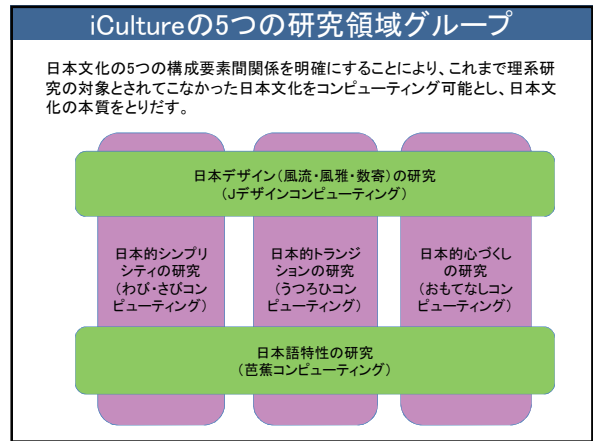 iCultureの5つの研究領域グループ
日本文化の5つの構成要素間関係を明確にすることにより、これまで理系研
究の対象とされてこなかった日本文化をコンピューティング可能とし、日本文
化の本質をとりだす。
日本デザイン(風流・風雅・数寄)の研究
(Jデザインコンピューティング)
日本的シンプリ
シティの研究
(わび・さびコン
ピューティング)
日本的トランジ
ションの研究
(うつろひコン
ピューティング)
日本的心づくし
の研究
(おもてなしコン
ピューティング)
日本語特性の研究
(芭蕉コンピューティング)